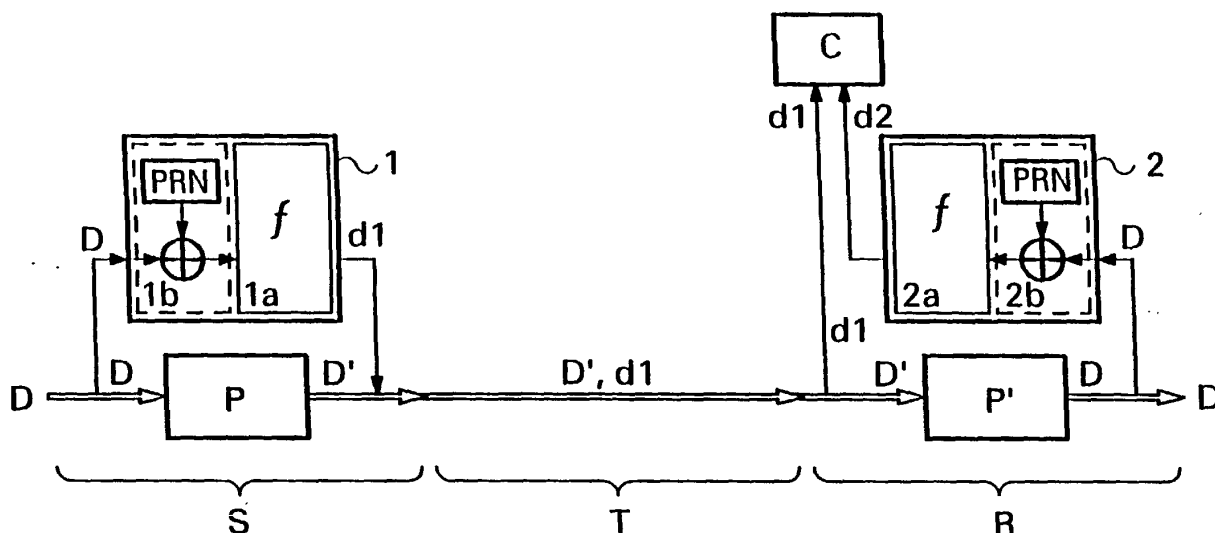 C
d1 d2
1
PRN
f
D
d1
1b 1a
2
f
PRN
D
2a 2b
d1
D D P D' D', d1 D' P' D D
S T R